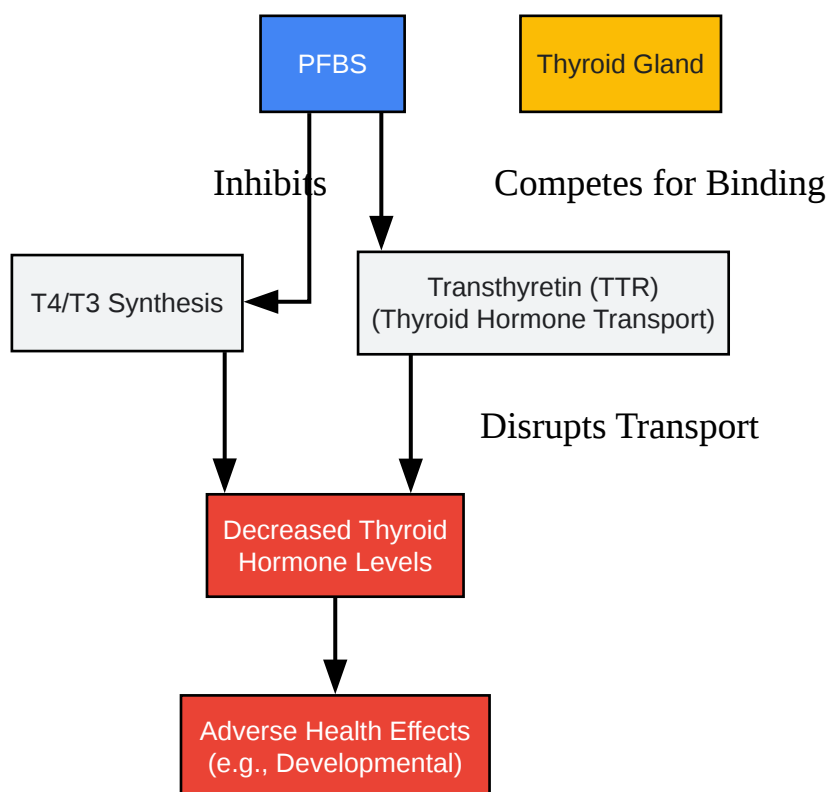 PFBS
Thyroid Gland
Inhibits
Competes for Binding
T4/T3 Synthesis
Transthyretin (TTR)
(Thyroid Hormone Transport)
Disrupts Transport
Decreased Thyroid
Hormone Levels
Adverse Health Effects
(e.g., Developmental)